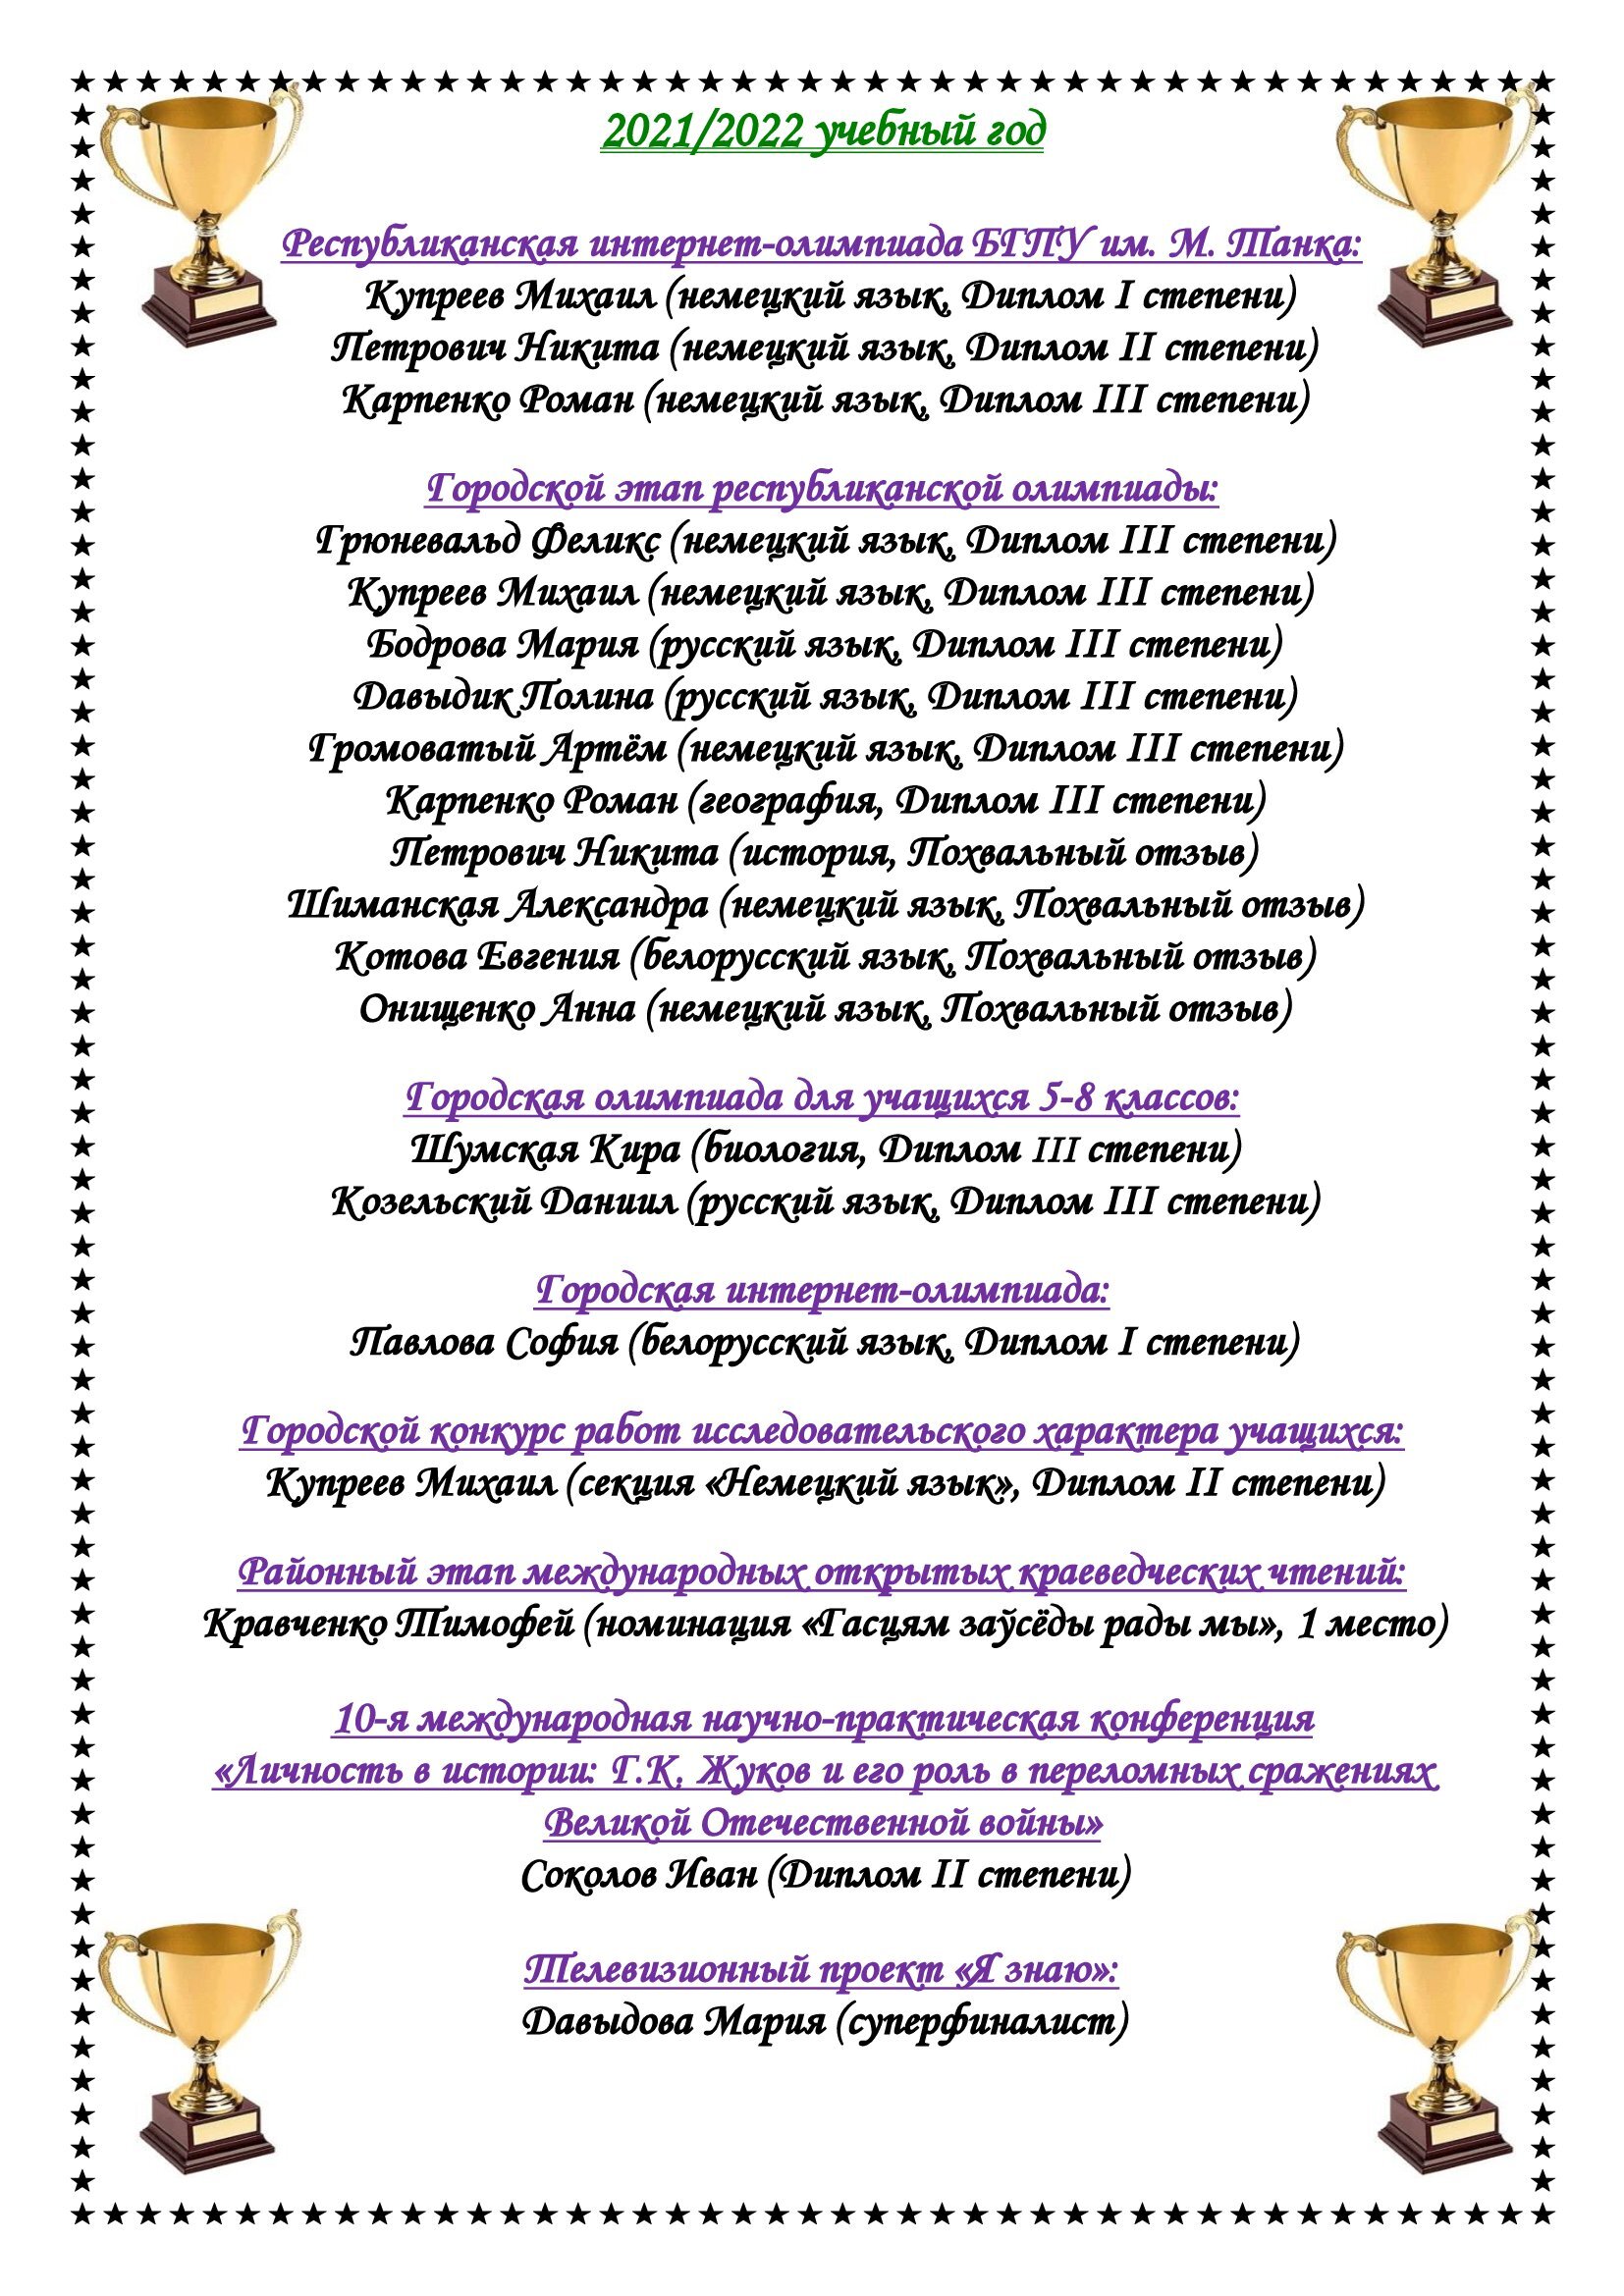 2021/2022 учебный год
Республиканская интернет-олимпиада БГПУ им. М. Танка:
Купреев Михаил (немецкий язык, Диплом I степени)
Петрович Никита (немецкий язык, Диплом II степени)
Карпенко Роман (немецкий язык, Диплом III степени)
Городской этап республиканской олимпиады:
Грюневальд Феликс (немецкий язык, Диплом III степени)
Купреев Михаил (немецкий язык, Диплом III степени)
Бодрова Мария (русский язык, Диплом III степени)
Давыдик Полина (русский язык, Диплом III степени)
Громоватый Артём (немецкий язык, Диплом III степени)
Карпенко Роман (география, Диплом III степени)
Петрович Никита (история, Похвальный отзыв)
Шиманская Александра (немецкий язык, Похвальный отзыв)
Котова Евгения (белорусский язык, Похвальный отзыв)
Онищенко Анна (немецкий язык, Похвальный отзыв)
Городская олимпиада для учащихся 5-8 классов:
Шумская Кира (биология, Диплом III степени)
Козельский Даниил (русский язык, Диплом III степени)
Городская интернет-олимпиада:
Павлова София (белорусский язык, Диплом I степени)
Городской конкурс работ исследовательского характера учащихся:
Купреев Михаил (секция «Немецкий язык», Диплом II степени)
Районный этап международных открытых краеведческих чтений:
Кравченко Тимофей (номинация «Гасцям заўсёды рады мы», 1 место)
10-я международная научно-практическая конференция
«Личность в истории: Г.К. Жуков и его роль в переломных сражениях
Великой Отечественной войны»
Соколов Иван (Диплом II степени)
Телевизионный проект «Я знаю»:
Давыдова Мария (суперфиналист)